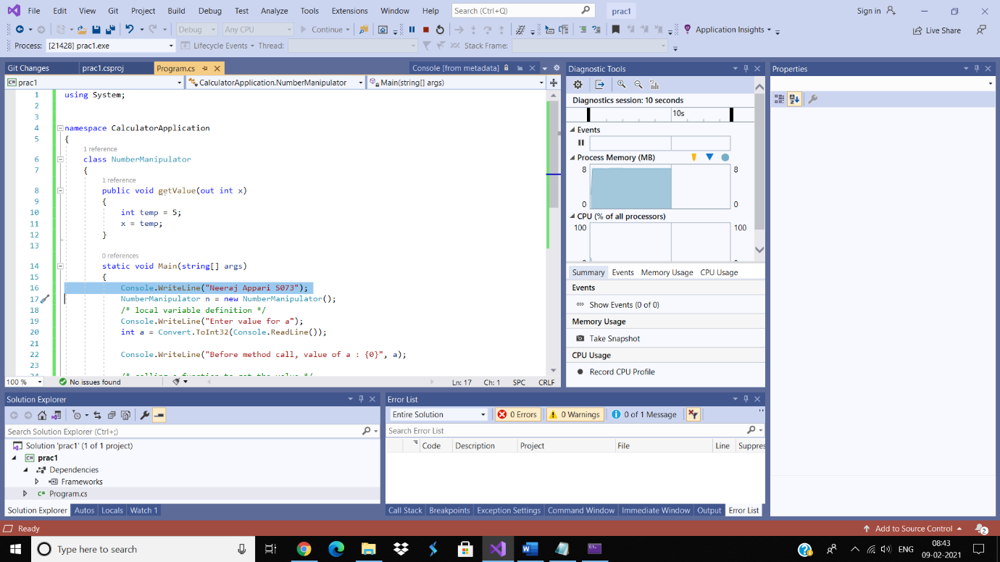 File Edit View Git Project Build Debug Test Analyze Tools Extensions Window Help Search (Ctrl+Q) prac1 Sign in
Debug Any CPU Continue Application Insights Live Share
Process: [21428] prac1.exe Lifecycle Events Thread: Stack Frame:
Git Changes prac1.csproj Program.cs Console [from metadata]
prac1 CalculatorApplication.NumberManipulator Main(string[] args)
1 using System;
2
3
4 namespace CalculatorApplication
5 {
1 reference
6 class NumberManipulator
7 {
1 reference
8 public void getValue(out int x)
9 {
10 int temp = 5;
11 x = temp;
12 }
13
0 references
14 static void Main(string[] args)
15 {
16 Console.WriteLine("Neeraj Appari S073");
17 NumberManipulator n = new NumberManipulator();
18 /* local variable definition */
19 Console.WriteLine("Enter value for a");
20 int a = Convert.ToInt32(Console.ReadLine());
21
22 Console.WriteLine("Before method call, value of a : {0}", a);
23
100 % No issues found Ln: 17 Ch: 1 SPC CRLF
Diagnostic Tools
Diagnostics session: 10 seconds
10s
Events
Process Memory (MB)
8 8
0 0
CPU (% of all processors)
100 100
Summary Events Memory Usage CPU Usage
Events
Show Events (0 of 0)
Memory Usage
Take Snapshot
CPU Usage
Record CPU Profile
Properties
Solution Explorer
Search Solution Explorer (Ctrl+;)
Solution 'prac1' (1 of 1 project)
prac1
Dependencies
Frameworks
C# Program.cs
Solution Explorer Autos Locals Watch 1
Error List
Entire Solution 0 Errors 0 Warnings 0 of 1 Message
Search Error List
Code Description Project File Line Suppres
Call Stack Breakpoints Exception Settings Command Window Immediate Window Output Error List
Ready Add to Source Control 2
Type here to search ENG 08:43
09-02-2021